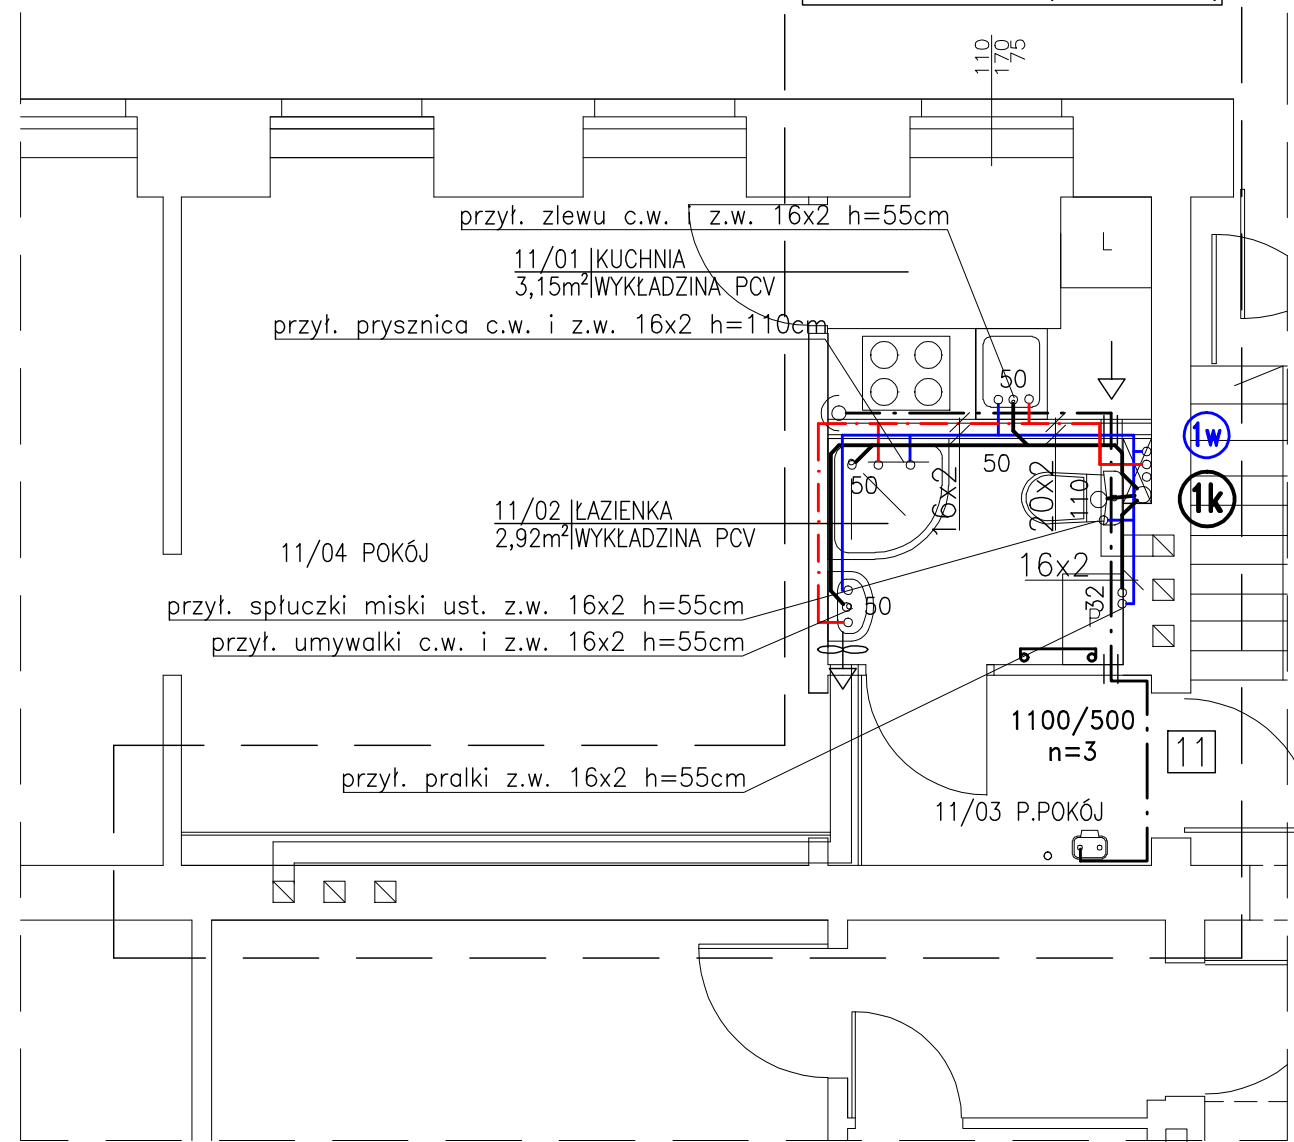 110
170
75
przył. zlewu c.w. i z.w. 16x2 h=55cm
L
11/01 KUCHNIA
3,15m² WYKŁADZINA PCV
przył. prysznica c.w. i z.w. 16x2 h=110cm
50
1w
50
50
16x2
20x2
110
1k
11/02 ŁAZIENKA
2,92m² WYKŁADZINA PCV
11/04 POKÓJ
16x2
przył. spłuczki miski ust. z.w. 16x2 h=55cm
50
P32
przył. umywalki c.w. i z.w. 16x2 h=55cm
1100/500
n=3
11
przył. pralki z.w. 16x2 h=55cm
11/03 P.POKÓJ